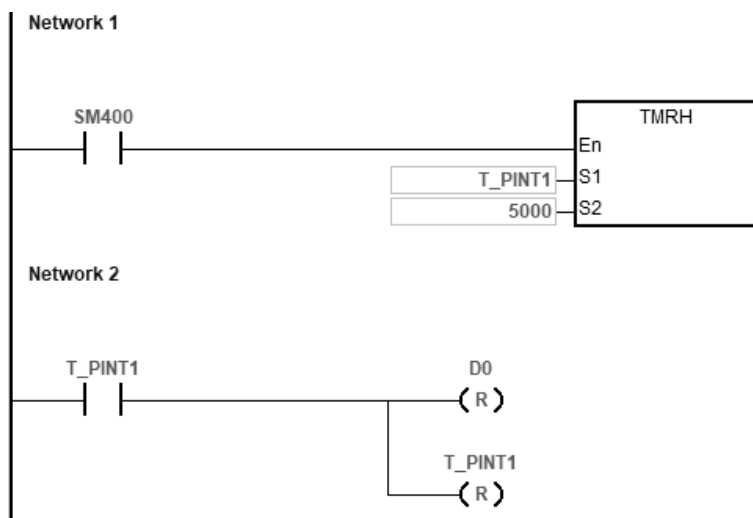 Network 1
SM400
TMRH
En
T_PINT1 S1
5000 S2
Network 2
T_PINT1 D0
R
T_PINT1
R